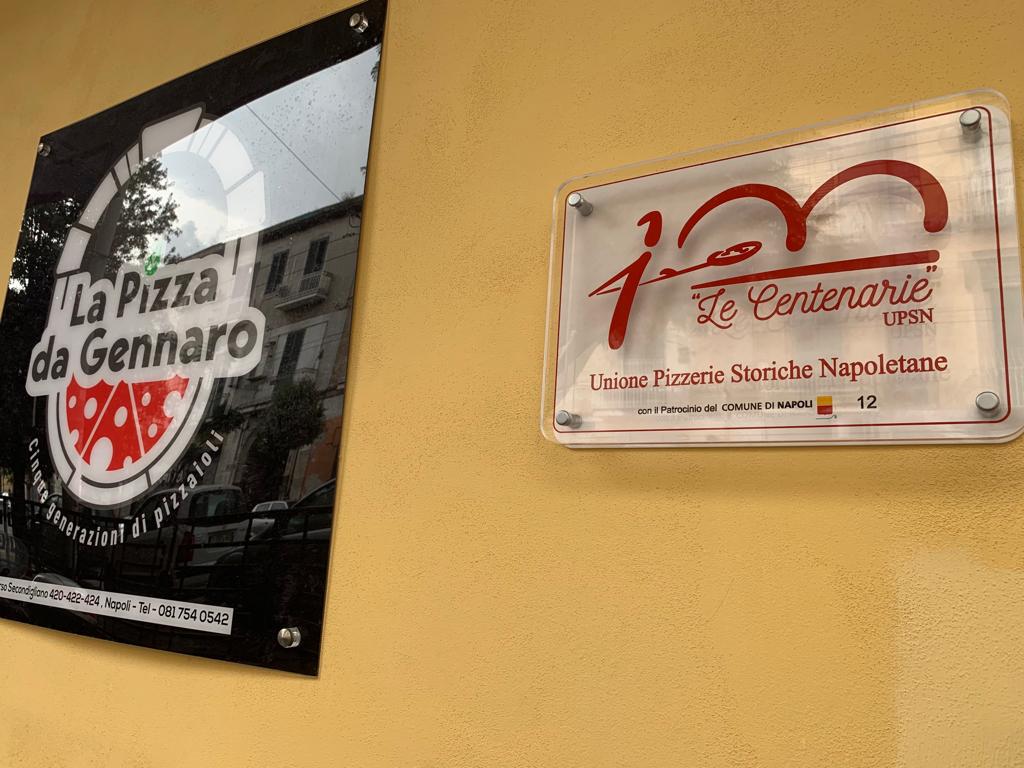 La Pizza
da Gennaro
Cinque generazioni di pizzaioli
Secondigliano 420-422-424, Napoli - Tel - 081 754 0542
100
"Le Centenarie"
UPSN
Unione Pizzerie Storiche Napoletane
con il Patrocinio del COMUNE DI NAPOLI 12